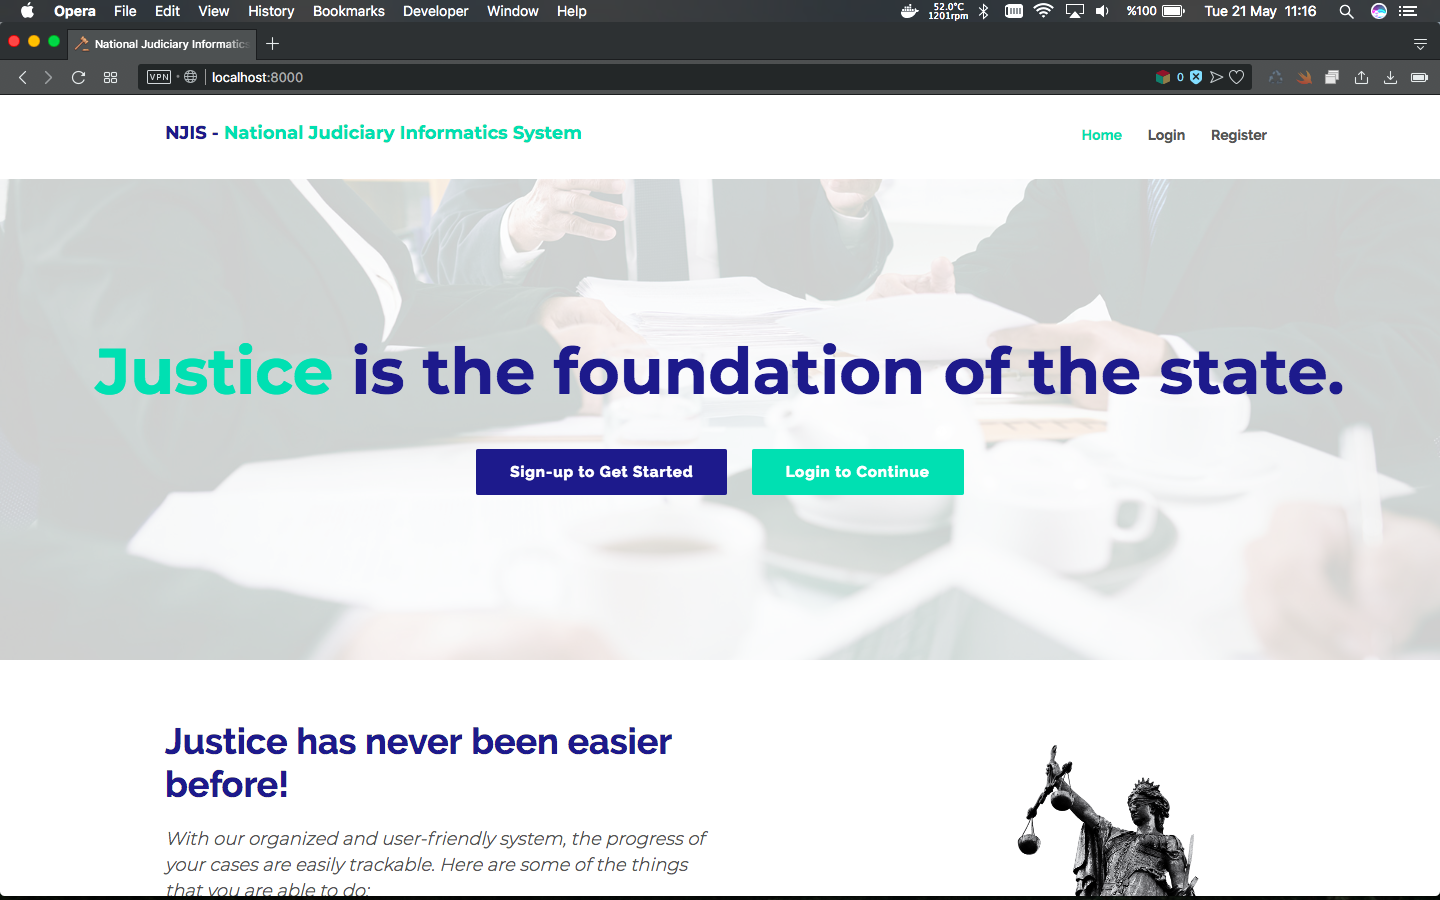 Opera File Edit View History Bookmarks Developer Window Help 52.0°C 1201rpm %100 Tue 21 May 11:16
National Judiciary Informatics
VPN localhost:8000 0
NJIS - National Judiciary Informatics System Home Login Register
Justice is the foundation of the state.
Sign-up to Get Started Login to Continue
Justice has never been easier
before!
With our organized and user-friendly system, the progress of
your cases are easily trackable. Here are some of the things
that you are able to do: